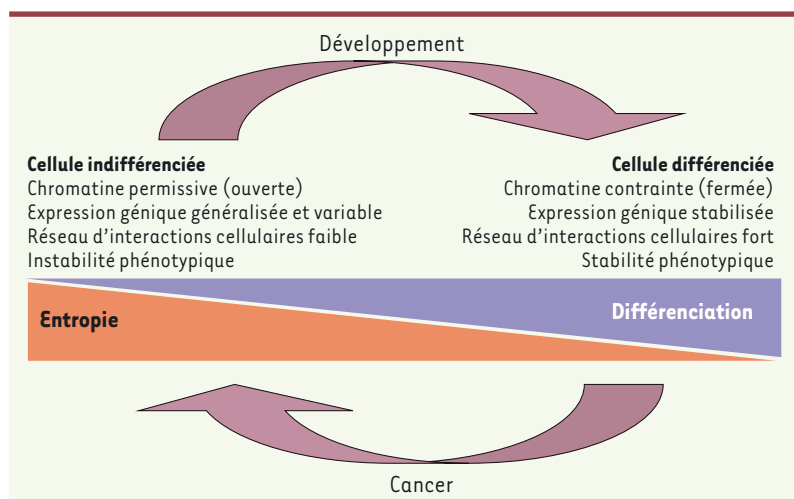 Développement
Cellule indifférenciée
Chromatine permissive (ouverte)
Expression génique généralisée et variable
Réseau d'interactions cellulaires faible
Instabilité phénotypique
Cellule différenciée
Chromatine contrainte (fermée)
Expression génique stabilisée
Réseau d'interactions cellulaires fort
Stabilité phénotypique
Entropie
Différenciation
Cancer